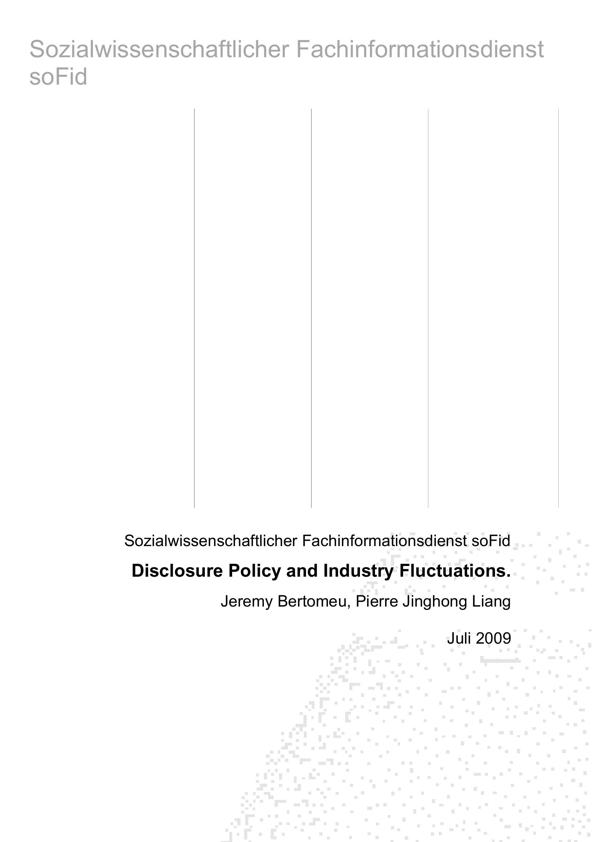 Sozialwissenschaftlicher Fachinformationsdienst
soFid
Sozialwissenschaftlicher Fachinformationsdienst soFid
Disclosure Policy and Industry Fluctuations.
Jeremy Bertomeu, Pierre Jinghong Liang
Juli 2009